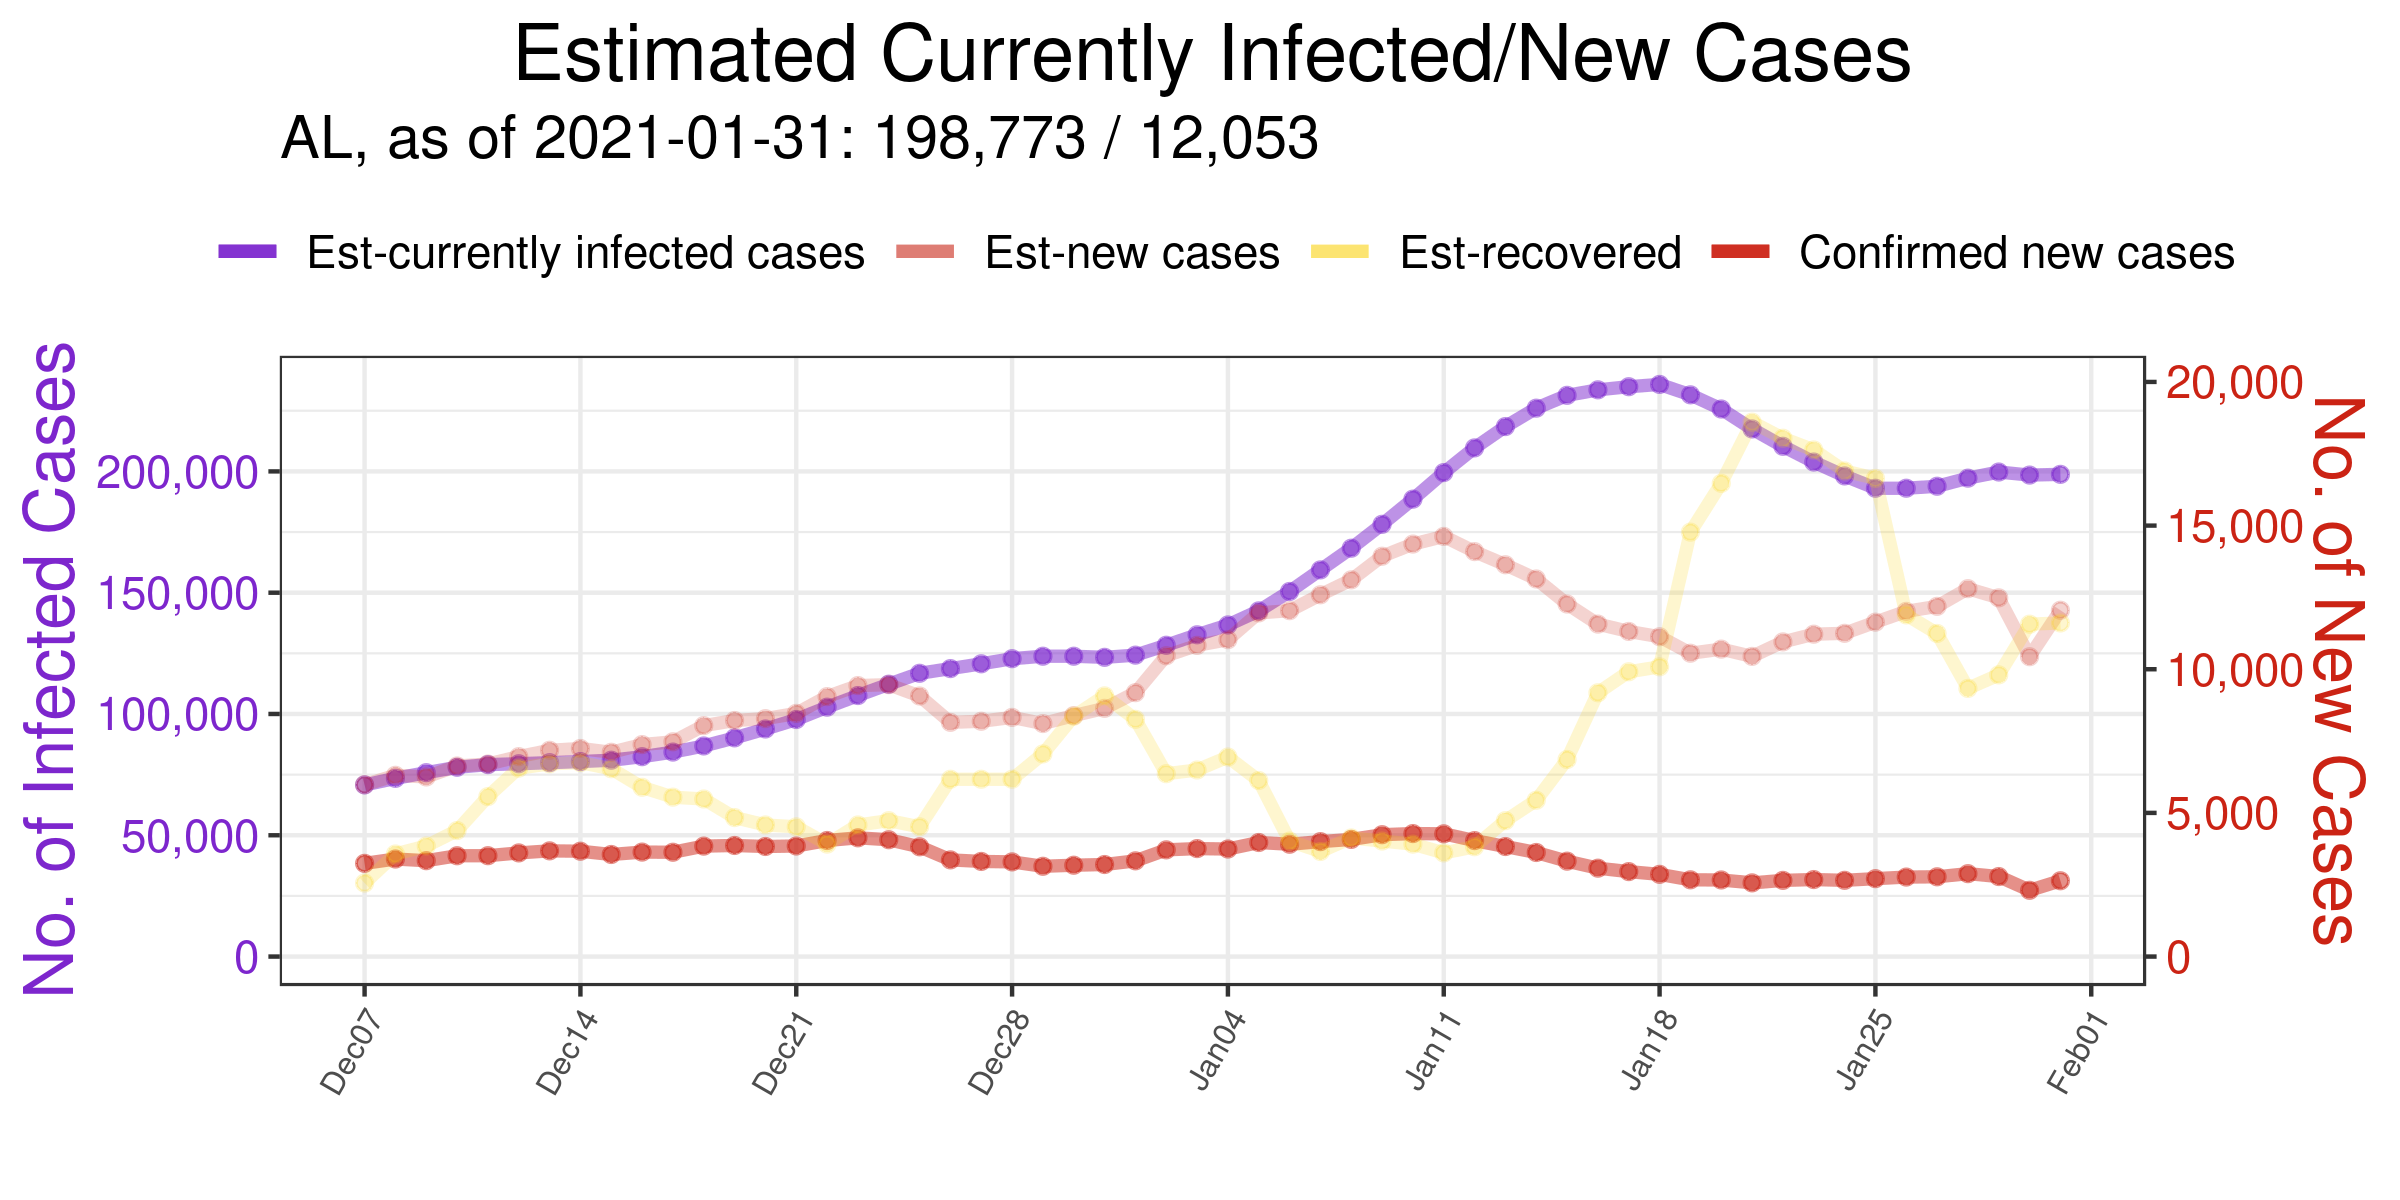 Estimated Currently Infected/New Cases
AL, as of 2021-01-31: 198,773 / 12,053
Est-currently infected cases Est-new cases Est-recovered Confirmed new cases
No. of Infected Cases
200,000
150,000
100,000
50,000
0
20,000
15,000
10,000
5,000
0
No. of New Cases
Dec07 Dec14 Dec21 Dec28 Jan04 Jan11 Jan18 Jan25 Feb01